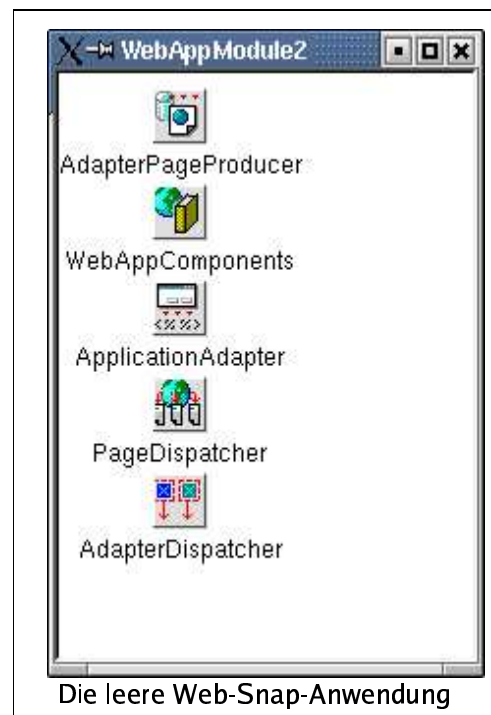 WebAppModule2
AdapterPageProducer
WebAppComponents
ApplicationAdapter
PageDispatcher
AdapterDispatcher
Die leere Web-Snap-Anwendung